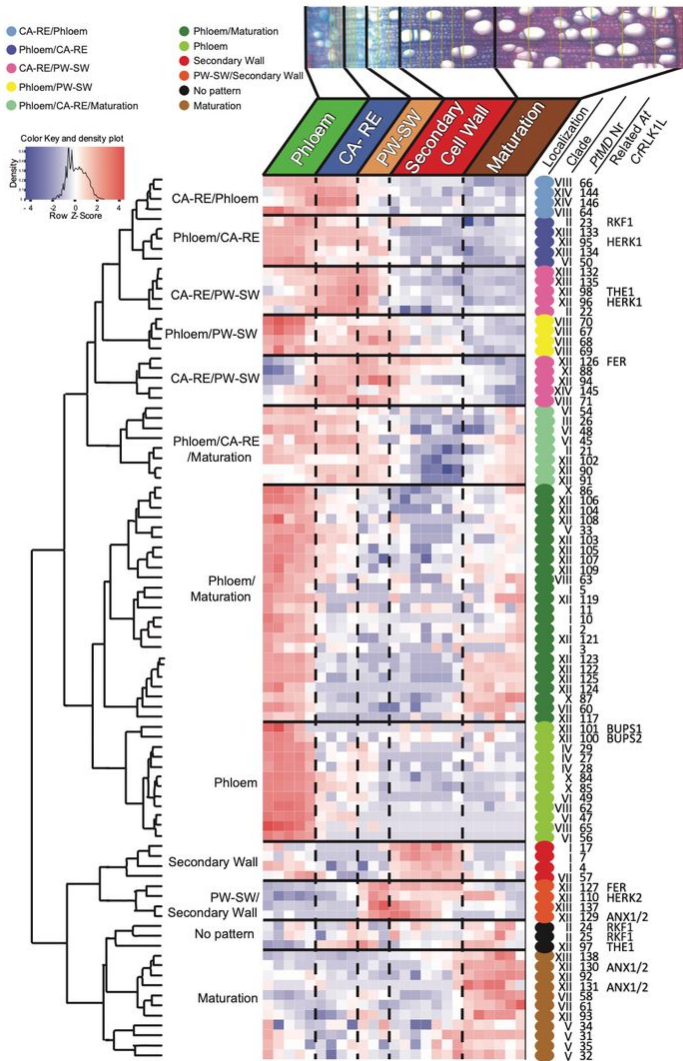 CA-RE/Phloem
Phloem/CA-RE
CA-RE/PW-SW
Phloem/PW-SW
Phloem/CA-RE/Maturation
Phloem/Maturation
Phloem
Secondary Wall
PW-SW/Secondary Wall
No pattern
Maturation
Color Key and density plot
Density
-4 -2 0 2 4
Row Z-Score
Phloem
CA- RE
PW-SW
Secondary
Cell Wall
Maturation
Localization
Clade
PtMD Nr
Related At
CrRLK1L
CA-RE/Phloem
Phloem/CA-RE
CA-RE/PW-SW
Phloem/PW-SW
CA-RE/PW-SW
Phloem/CA-RE
/Maturation
Phloem/
Maturation
Phloem
Secondary Wall
PW-SW/
Secondary Wall
No pattern
Maturation
VIII 66
XIV 144
XIV 146
VIII 64
II 23 RKF1
XIII 133
XII 95 HERK1
XIII 134
VI 50
XIII 132
XIII 135
XII 98 THE1
XII 96 HERK1
II 22
VIII 70
VIII 67
VIII 68
VIII 69
XII 126 FER
XI 88
XII 94
XIV 145
VIII 71
VI 54
III 26
VI 48
VI 45
II 21
XII 102
XII 90
XII 91
X 86
XII 106
XII 104
XII 108
V 33
XII 103
XII 105
XII 107
XII 109
VIII 63
I 5
XII 119
I 11
I 10
I 2
XII 121
I 3
XII 123
XII 122
XII 125
XII 124
X 87
VII 60
XII 117
XII 101 BUPS1
XII 100 BUPS2
IV 29
IV 27
IV 28
X 84
X 85
VI 49
VIII 62
VI 47
VIII 65
VI 56
I 17
I 7
I 4
VII 57
XII 127 FER
XII 110 HERK2
XIII 137
XII 129 ANX1/2
II 24 RKF1
II 25 RKF1
XII 97 THE1
XIII 138
XII 130 ANX1/2
XII 92
XII 131 ANX1/2
VII 58
VII 61
XII 93
V 34
V 31
V 35
V 32